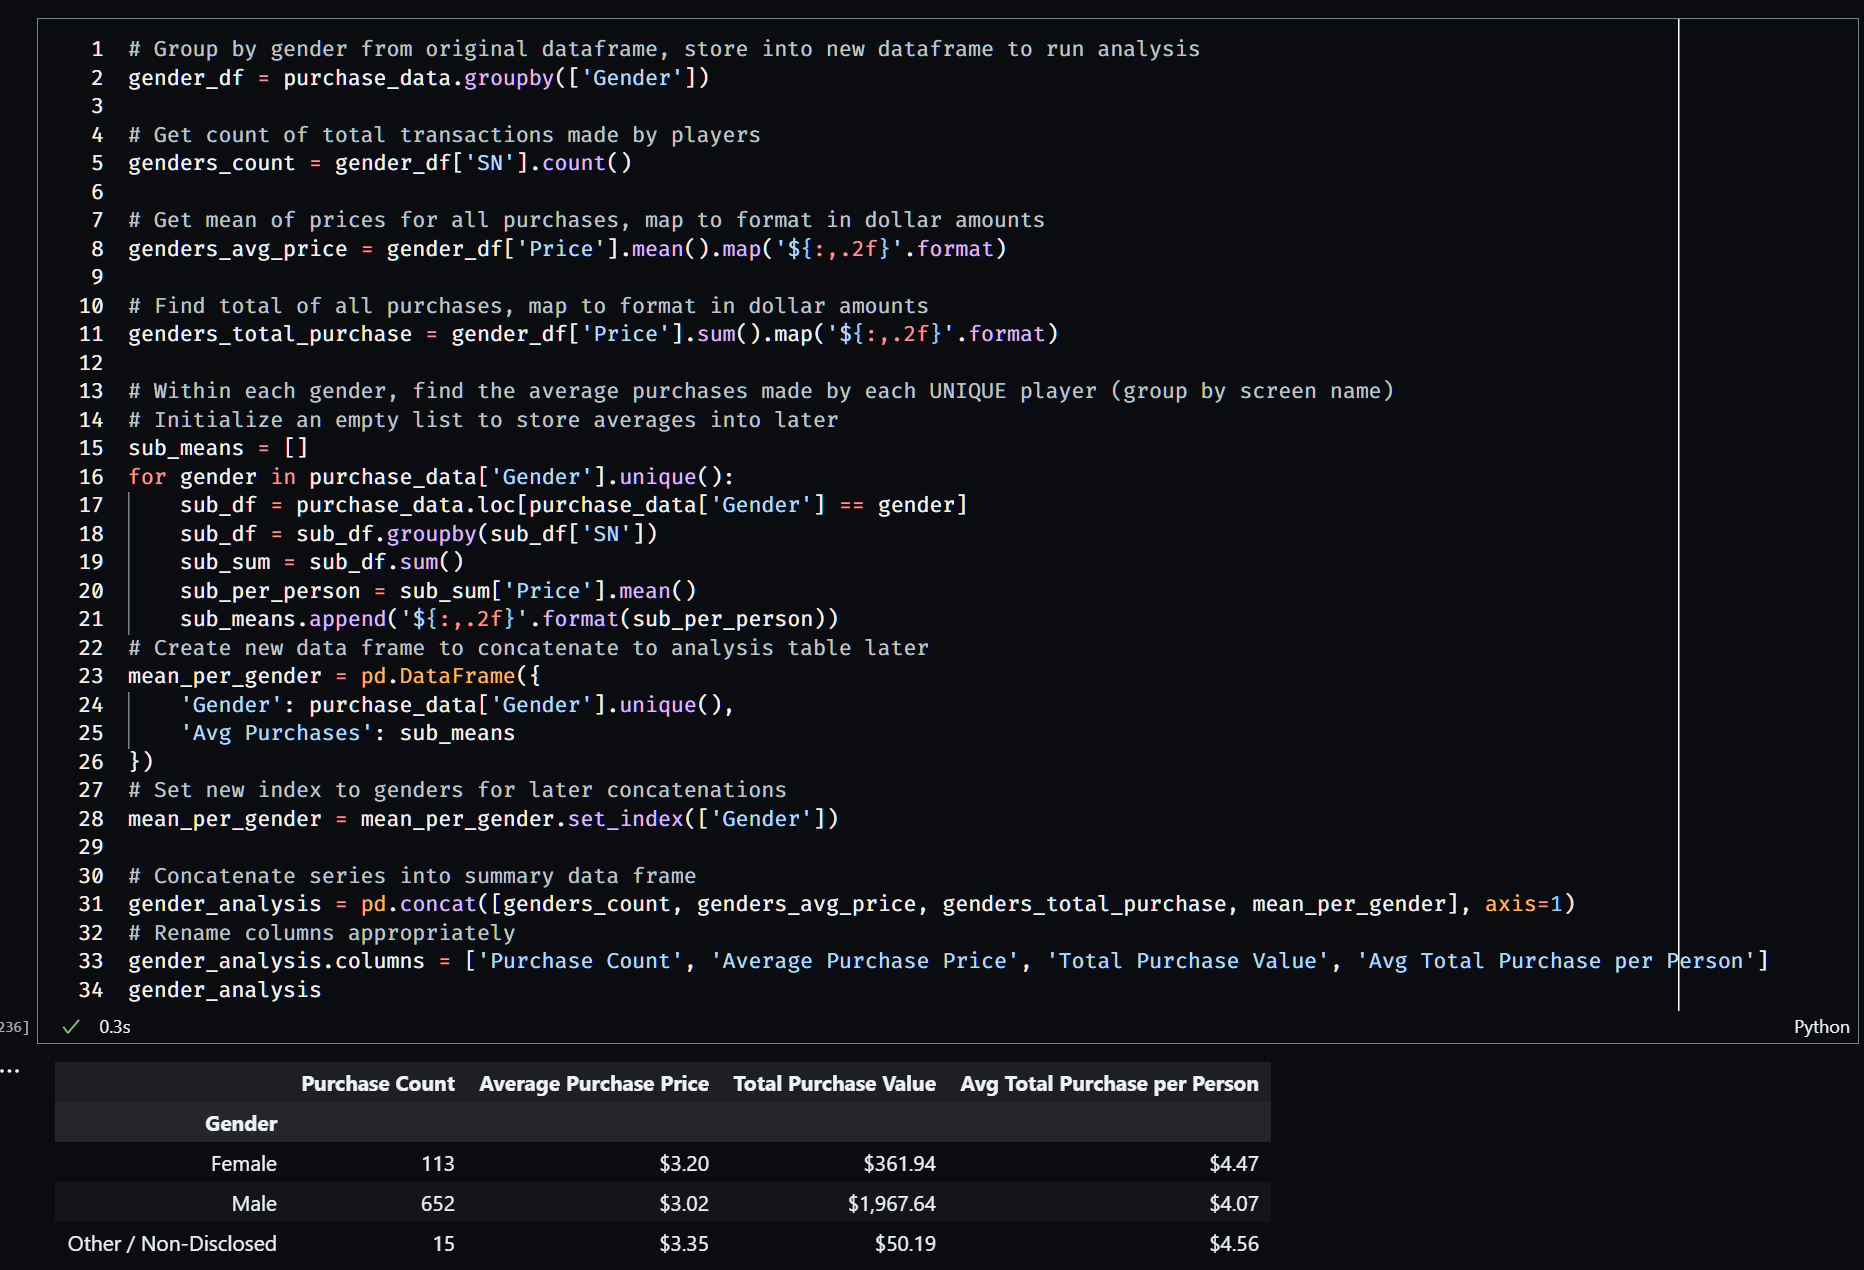 1 # Group by gender from original dataframe, store into new dataframe to run analysis
2 gender_df = purchase_data.groupby(['Gender'])
3
4 # Get count of total transactions made by players
5 genders_count = gender_df['SN'].count()
6
7 # Get mean of prices for all purchases, map to format in dollar amounts
8 genders_avg_price = gender_df['Price'].mean().map('${:,.2f}'.format)
9
10 # Find total of all purchases, map to format in dollar amounts
11 genders_total_purchase = gender_df['Price'].sum().map('${:,.2f}'.format)
12
13 # Within each gender, find the average purchases made by each UNIQUE player (group by screen name)
14 # Initialize an empty list to store averages into later
15 sub_means = []
16 for gender in purchase_data['Gender'].unique():
17     sub_df = purchase_data.loc[purchase_data['Gender'] == gender]
18     sub_df = sub_df.groupby(sub_df['SN'])
19     sub_sum = sub_df.sum()
20     sub_per_person = sub_sum['Price'].mean()
21     sub_means.append('${:,.2f}'.format(sub_per_person))
22 # Create new data frame to concatenate to analysis table later
23 mean_per_gender = pd.DataFrame({
24     'Gender': purchase_data['Gender'].unique(),
25     'Avg Purchases': sub_means
26 })
27 # Set new index to genders for later concatenations
28 mean_per_gender = mean_per_gender.set_index(['Gender'])
29
30 # Concatenate series into summary data frame
31 gender_analysis = pd.concat([genders_count, genders_avg_price, genders_total_purchase, mean_per_gender], axis=1)
32 # Rename columns appropriately
33 gender_analysis.columns = ['Purchase Count', 'Average Purchase Price', 'Total Purchase Value', 'Avg Total Purchase per Person']
34 gender_analysis
236] ✓ 0.3s Python
...
Purchase Count Average Purchase Price Total Purchase Value Avg Total Purchase per Person
Gender
Female 113 $3.20 $361.94 $4.47
Male 652 $3.02 $1,967.64 $4.07
Other / Non-Disclosed 15 $3.35 $50.19 $4.56